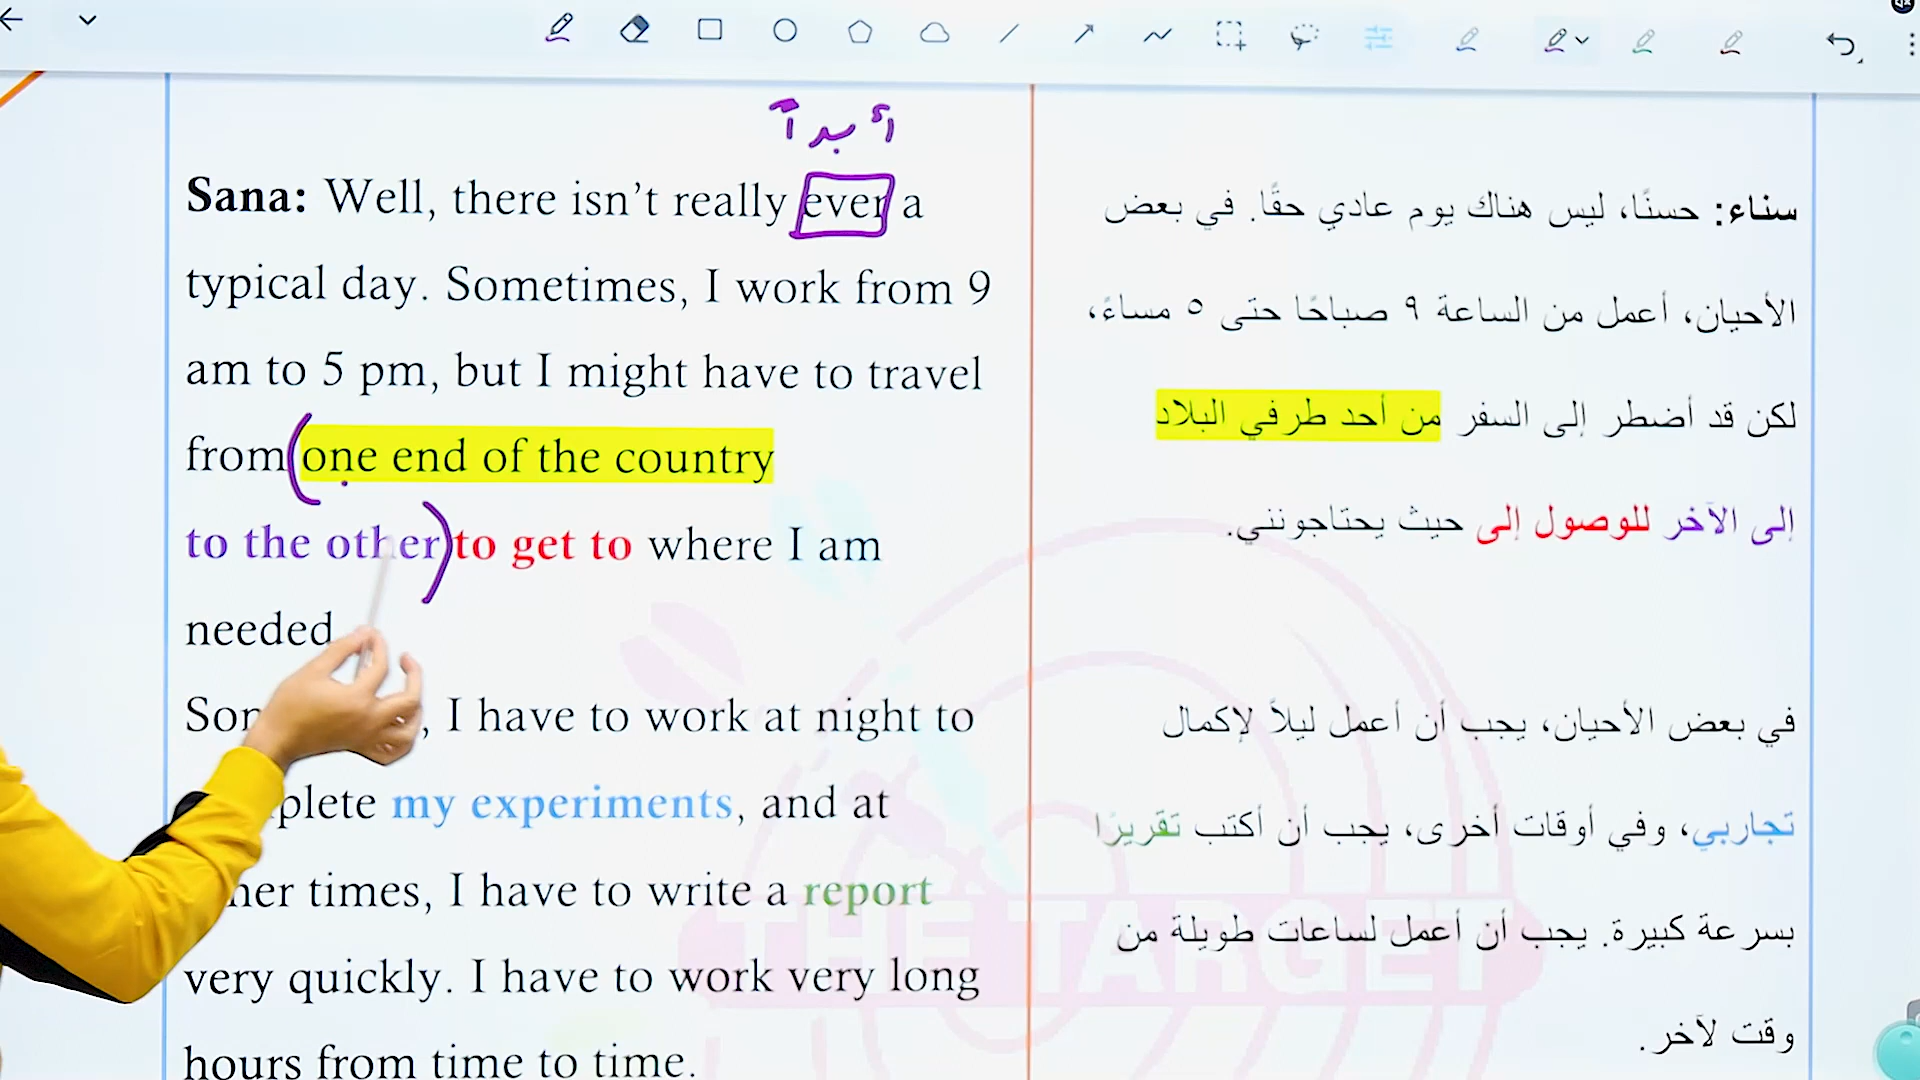 أبداً
Sana: Well, there isn't really ever a
typical day. Sometimes, I work from 9
am to 5 pm, but I might have to travel
from (one end of the country
to the other) to get to where I am
needed
, I have to work at night to
my experiments, and at
times, I have to write a report
very quickly. I have to work very long
hours from time to time.
سناء: حسنًا، ليس هناك يوم عادي حقًا. في بعض
الأحيان، أعمل من الساعة ٩ صباحًا حتى ٥ مساءً،
لكن قد أضطر إلى السفر من أحد طرفي البلاد
إلى الآخر للوصول إلى حيث يحتاجونني.
في بعض الأحيان، يجب أن أعمل ليلاً لإكمال
تجاربي، وفي أوقات أخرى، يجب أن أكتب تقريرًا
بسرعة كبيرة. يجب أن أعمل لساعات طويلة من
وقت لآخر.
THE TARGET